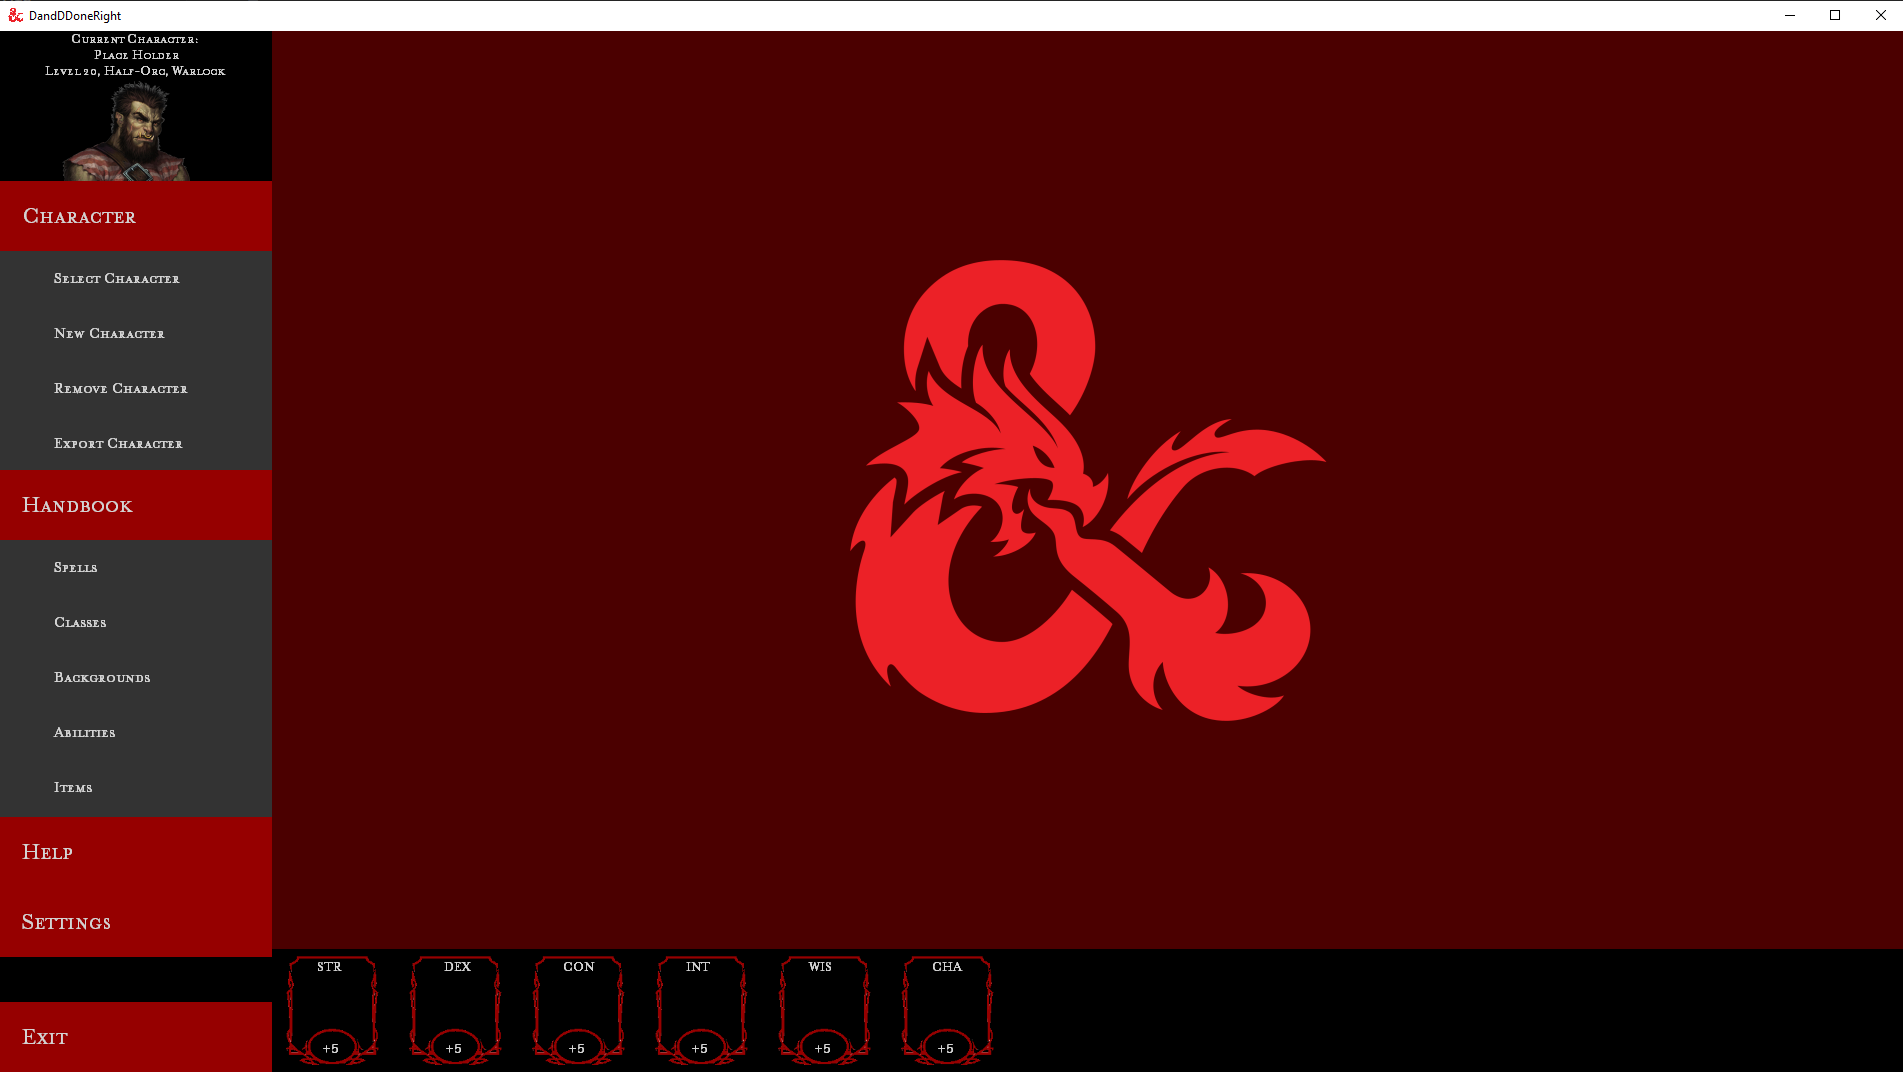 DandDDoneRight
Current Character:
Place Holder
Level 20, Half-Orc, Warlock
Character
Select Character
New Character
Remove Character
Export Character
Handbook
Spells
Classes
Backgrounds
Abilities
Items
Help
Settings
Exit
STR DEX CON INT WIS CHA
+5 +5 +5 +5 +5 +5